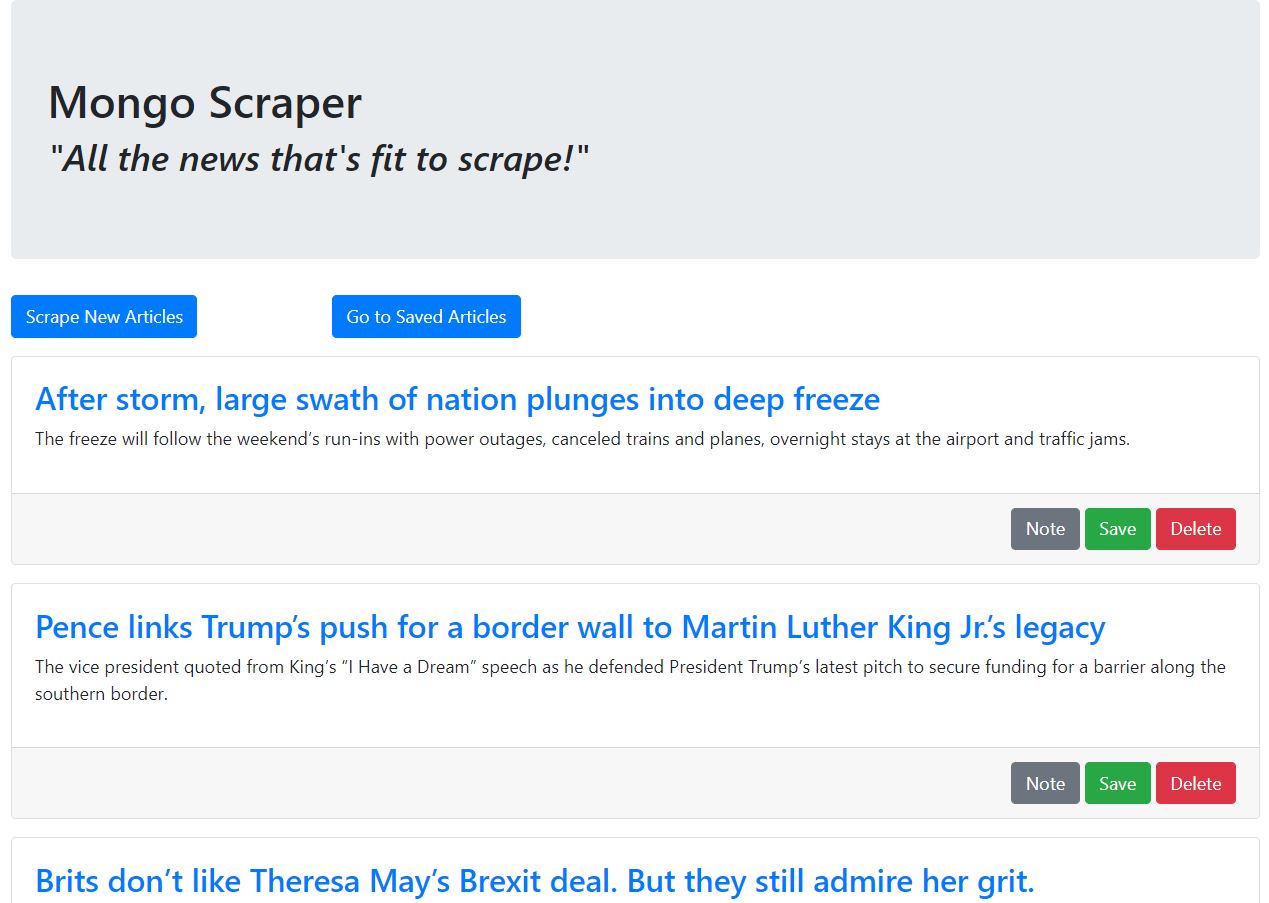 Mongo Scraper
"All the news that's fit to scrape!"
Scrape New Articles
Go to Saved Articles
After storm, large swath of nation plunges into deep freeze
The freeze will follow the weekend’s run-ins with power outages, canceled trains and planes, overnight stays at the airport and traffic jams.
Note Save Delete
Pence links Trump’s push for a border wall to Martin Luther King Jr.’s legacy
The vice president quoted from King’s “I Have a Dream” speech as he defended President Trump’s latest pitch to secure funding for a barrier along the
southern border.
Note Save Delete
Brits don’t like Theresa May’s Brexit deal. But they still admire her grit.